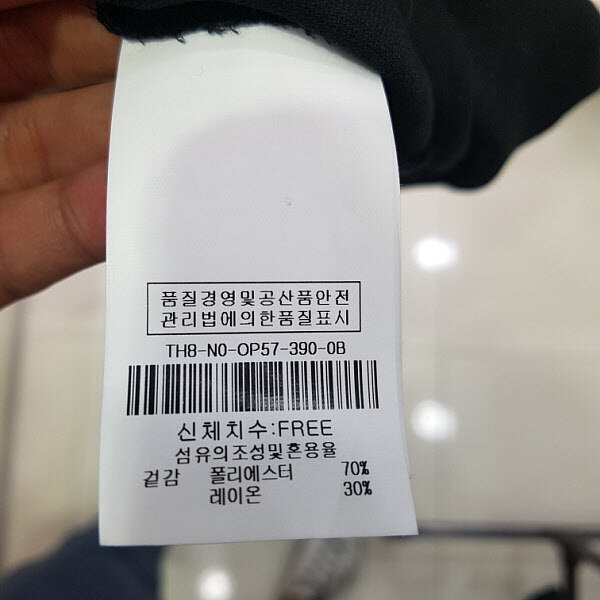 품질경영및공산품안전
관리법에의한품질표시
TH8-N0-OP57-390-0B
신체치수:FREE
섬유의조성및혼용율
겉감 폴리에스터 70%
레이온 30%